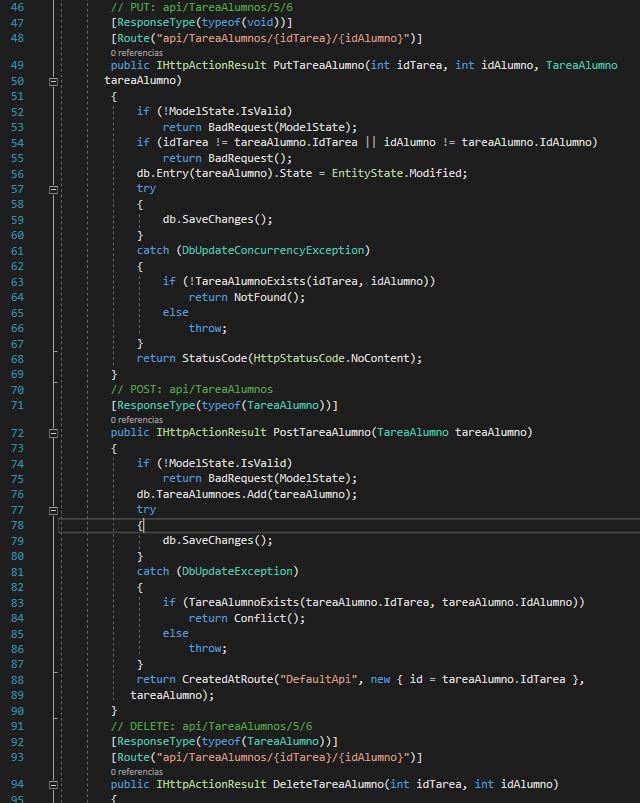 46 // PUT: api/TareaAlumnos/5/6
47 [ResponseType(typeof(void))]
48 [Route("api/TareaAlumnos/{idTarea}/{idAlumno}")]
0 referencias
49 public IHttpActionResult PutTareaAlumno(int idTarea, int idAlumno, TareaAlumno
50 tareaAlumno)
51 {
52 if (!ModelState.IsValid)
53 return BadRequest(ModelState);
54 if (idTarea != tareaAlumno.IdTarea || idAlumno != tareaAlumno.IdAlumno)
55 return BadRequest();
56 db.Entry(tareaAlumno).State = EntityState.Modified;
57 try
58 {
59 db.SaveChanges();
60 }
61 catch (DbUpdateConcurrencyException)
62 {
63 if (!TareaAlumnoExists(idTarea, idAlumno))
64 return NotFound();
65 else
66 throw;
67 }
68 return StatusCode(HttpStatusCode.NoContent);
69 }
70 // POST: api/TareaAlumnos
71 [ResponseType(typeof(TareaAlumno))]
0 referencias
72 public IHttpActionResult PostTareaAlumno(TareaAlumno tareaAlumno)
73 {
74 if (!ModelState.IsValid)
75 return BadRequest(ModelState);
76 db.TareaAlumnoes.Add(tareaAlumno);
77 try
78 {
79 db.SaveChanges();
80 }
81 catch (DbUpdateException)
82 {
83 if (TareaAlumnoExists(tareaAlumno.IdTarea, tareaAlumno.IdAlumno))
84 return Conflict();
85 else
86 throw;
87 }
88 return CreatedAtRoute("DefaultApi", new { id = tareaAlumno.IdTarea },
89 tareaAlumno);
90 }
91 // DELETE: api/TareaAlumnos/5/6
92 [ResponseType(typeof(TareaAlumno))]
93 [Route("api/TareaAlumnos/{idTarea}/{idAlumno}")]
0 referencias
94 public IHttpActionResult DeleteTareaAlumno(int idTarea, int idAlumno)
95 {